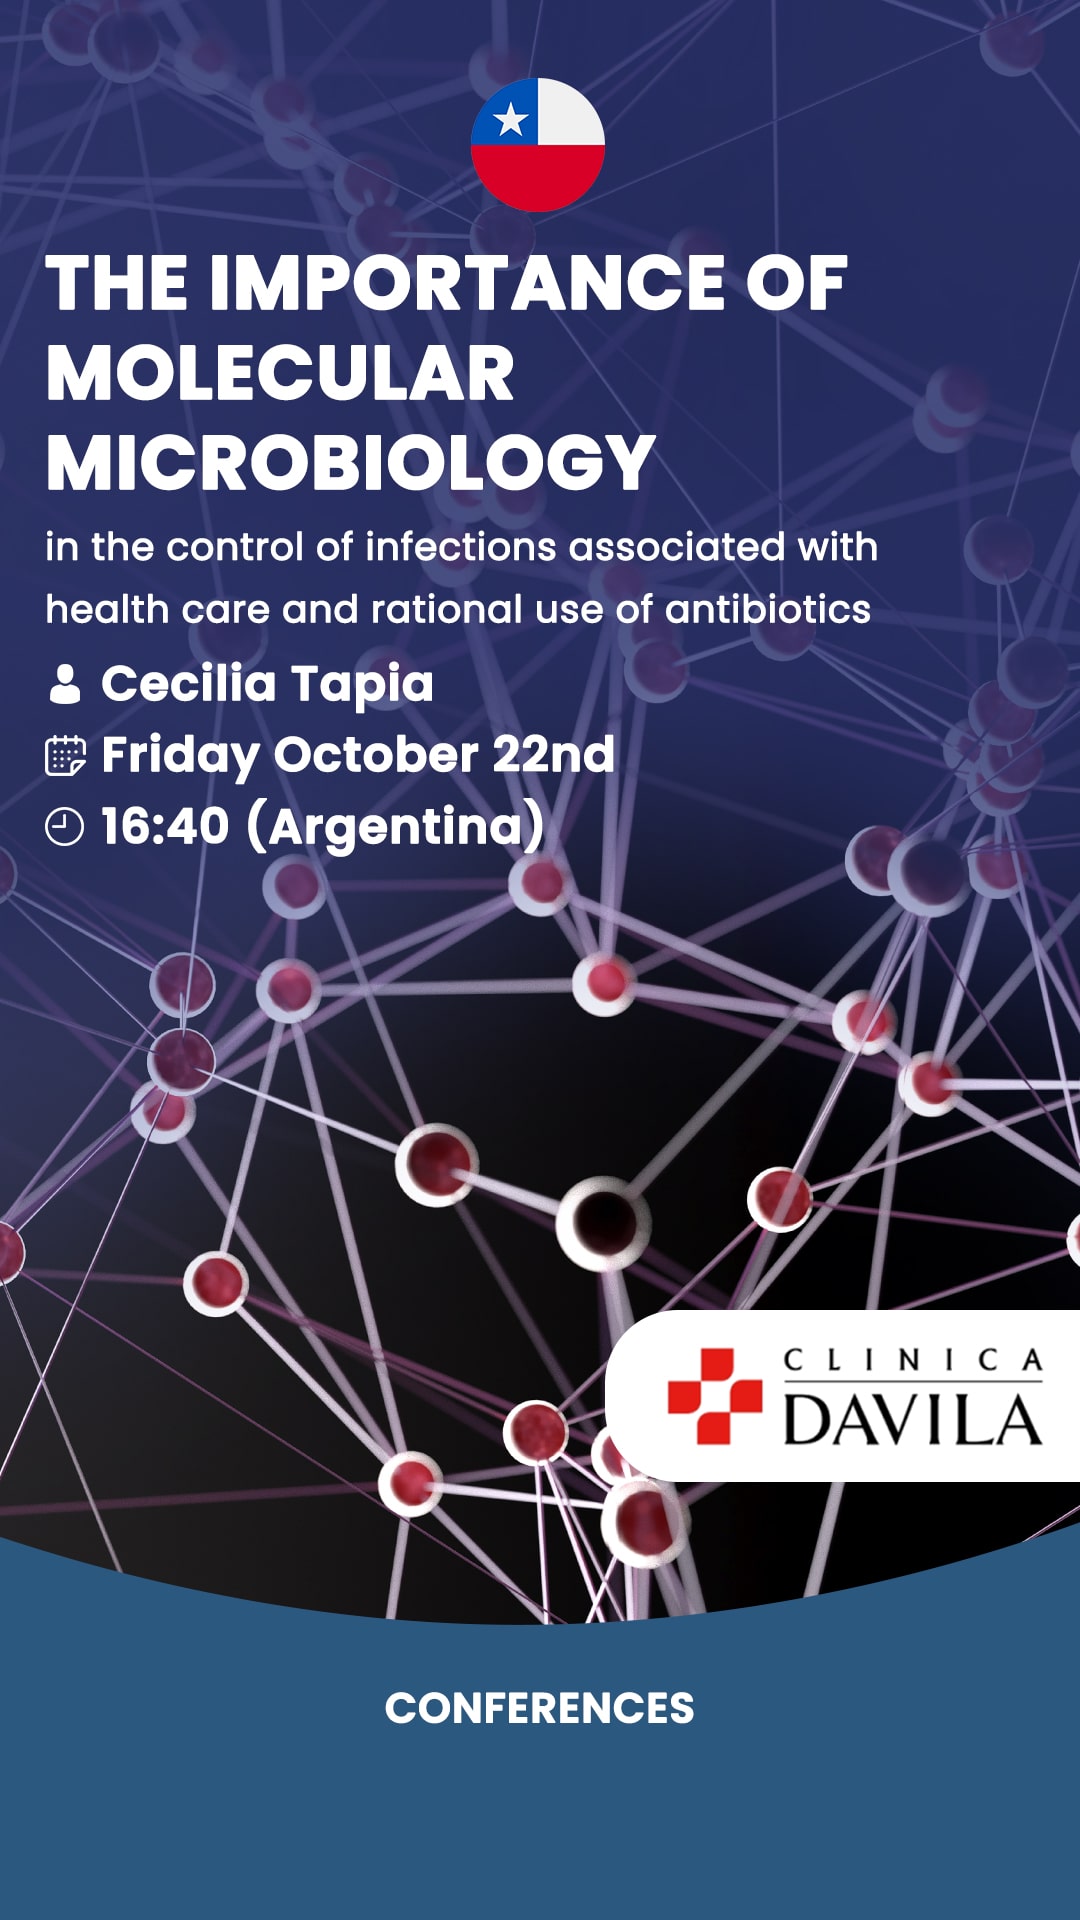 THE IMPORTANCE OF
MOLECULAR
MICROBIOLOGY
in the control of infections associated with
health care and rational use of antibiotics
Cecilia Tapia
Friday October 22nd
16:40 (Argentina)
CLINICA
DAVILA
CONFERENCES